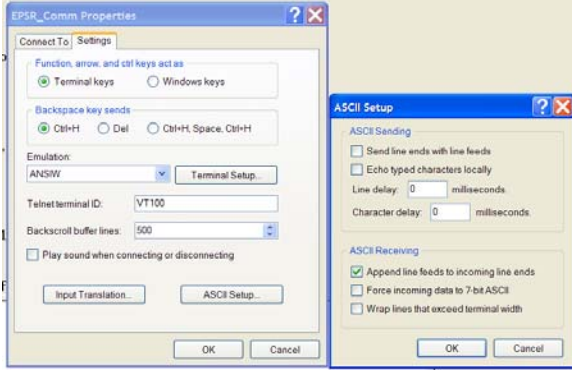 EPSR_Comm Properties
Connect To
Settings
Function, arrow, and ctrl keys act as
Terminal keys
Windows keys
Backspace key sends
Ctrl+H
Del
Ctrl+H, Space, Ctrl+H
Emulation:
ANSIW
Terminal Setup...
Telnet terminal ID:
VT100
Backscroll buffer lines:
500
Play sound when connecting or disconnecting
Input Translation...
ASCII Setup...
OK
Cancel
ASCII Setup
ASCII Sending
Send line ends with line feeds
Echo typed characters locally
Line delay: 0 milliseconds.
Character delay: 0 milliseconds.
ASCII Receiving
Append line feeds to incoming line ends
Force incoming data to 7-bit ASCII
Wrap lines that exceed terminal width
OK
Cancel